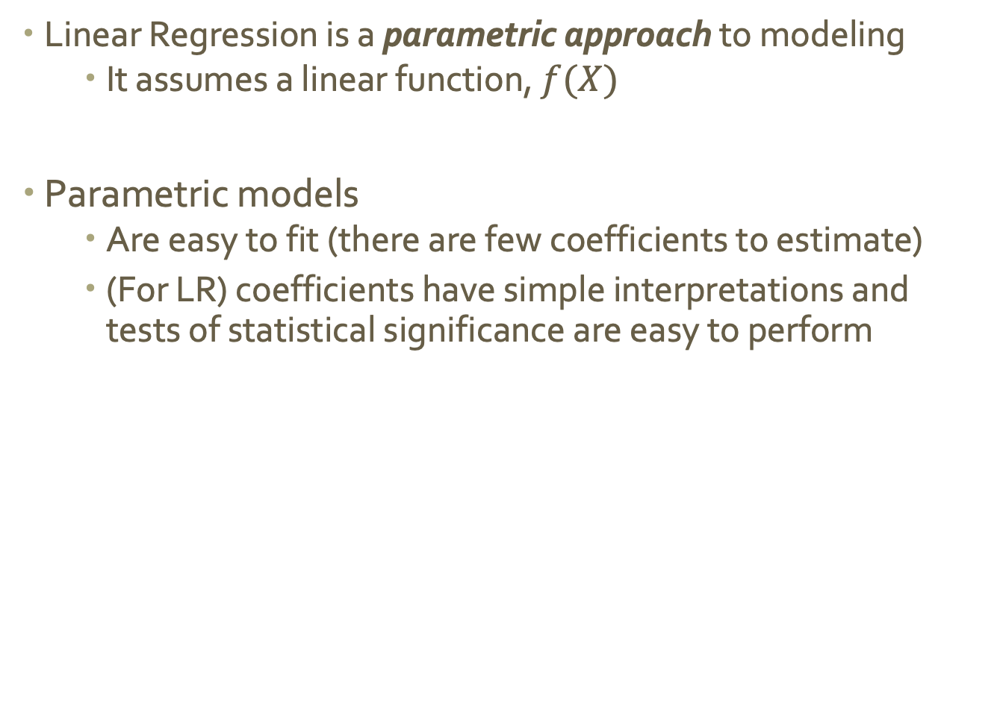 • Linear Regression is a parametric approach to modeling
• It assumes a linear function, f(X)
• Parametric models
• Are easy to fit (there are few coefficients to estimate)
• (For LR) coefficients have simple interpretations and
tests of statistical significance are easy to perform